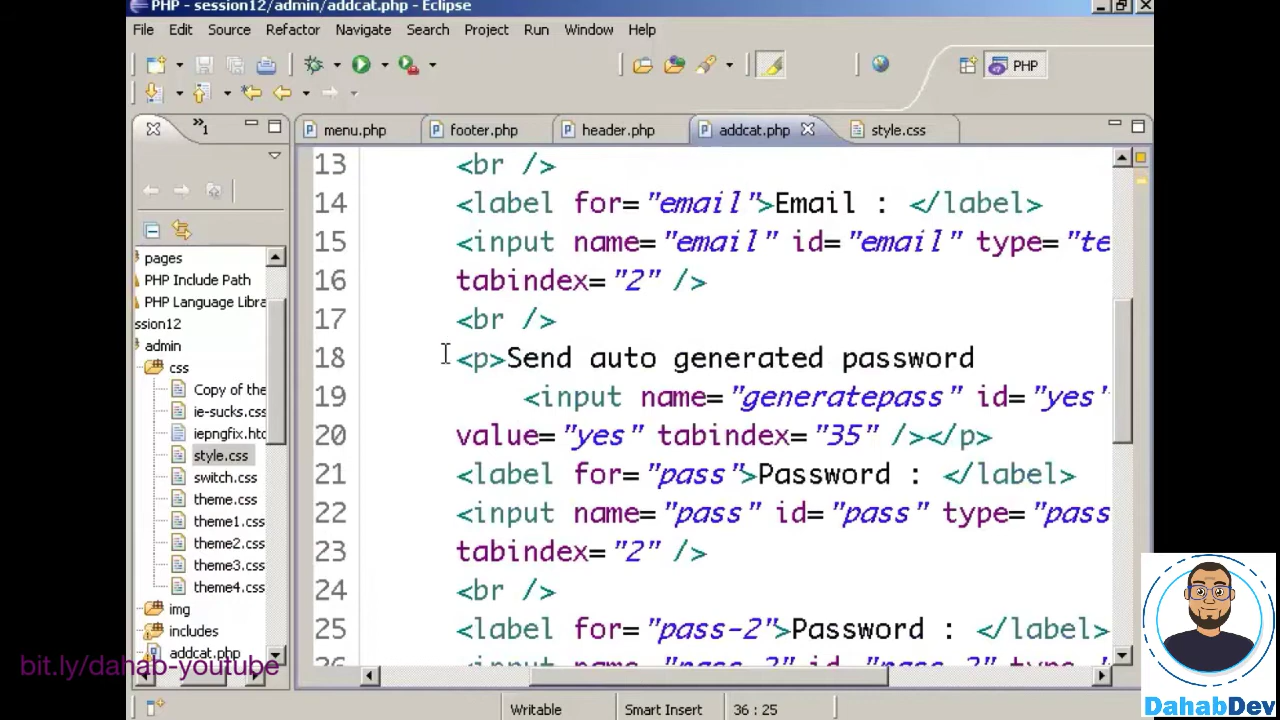 PHP - session12/admin/addcat.php - Eclipse
File Edit Source Refactor Navigate Search Project Run Window Help
PHP
1
menu.php footer.php header.php addcat.php style.css
pages
PHP Include Path
PHP Language Libra
ssion12
admin
css
Copy of the
ie-sucks.cs
iepngfix.htc
style.css
switch.css
theme.css
theme1.css
theme2.css
theme3.css
theme4.css
img
includes
addcat.php
13 <br />
14 <label for="email">Email : </label>
15 <input name="email" id="email" type="te
16 tabindex="2" />
17 <br />
18 <p>Send auto generated password
19 <input name="generatepass" id="yes"
20 value="yes" tabindex="35" /></p>
21 <label for="pass">Password : </label>
22 <input name="pass" id="pass" type="pass
23 tabindex="2" />
24 <br />
25 <label for="pass-2">Password : </label>
bit.ly/dahab-youtube
Writable Smart Insert 36 : 25
DahabDev